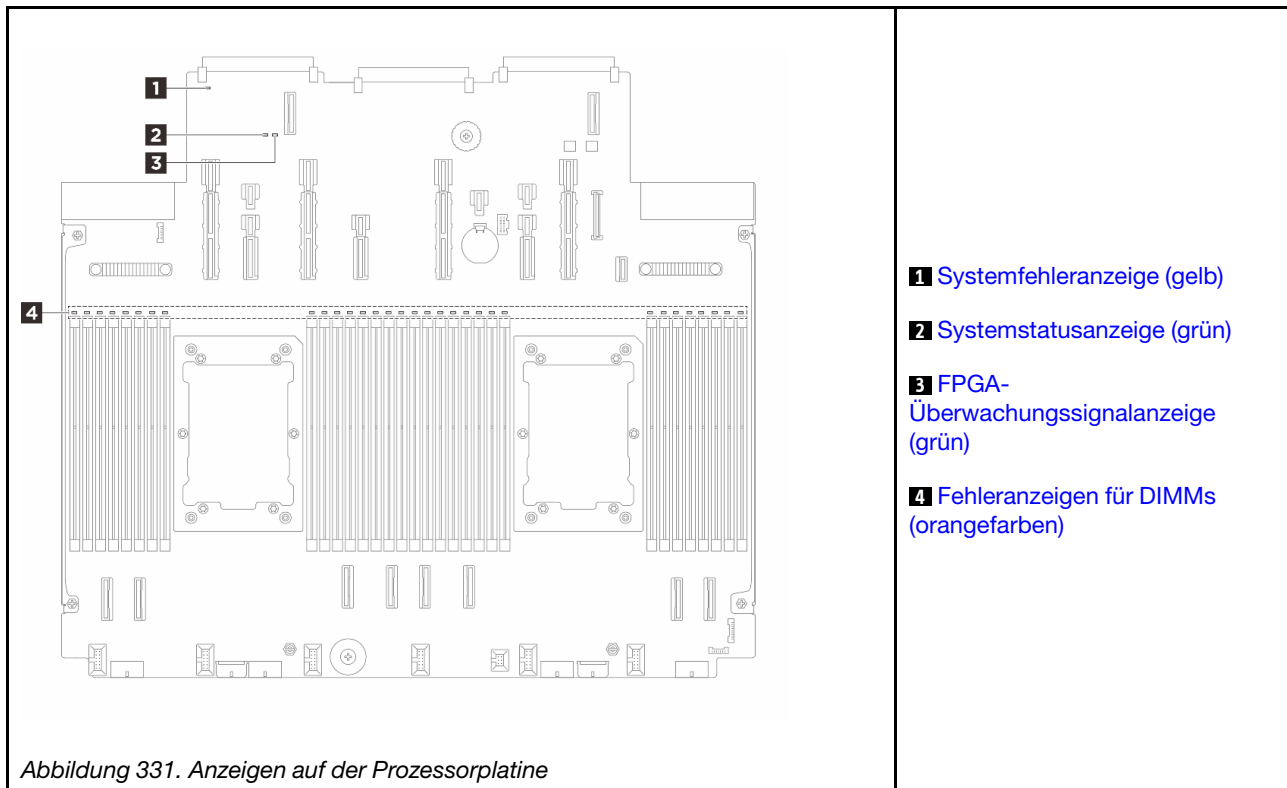 1
2
3
4
Abbildung 331. Anzeigen auf der Prozessorplatine
1 Systemfehleranzeige (gelb)
2 Systemstatusanzeige (grün)
3 FPGA-
Überwachungssignalanzeige
(grün)
4 Fehleranzeigen für DIMMs
(orangefarben)